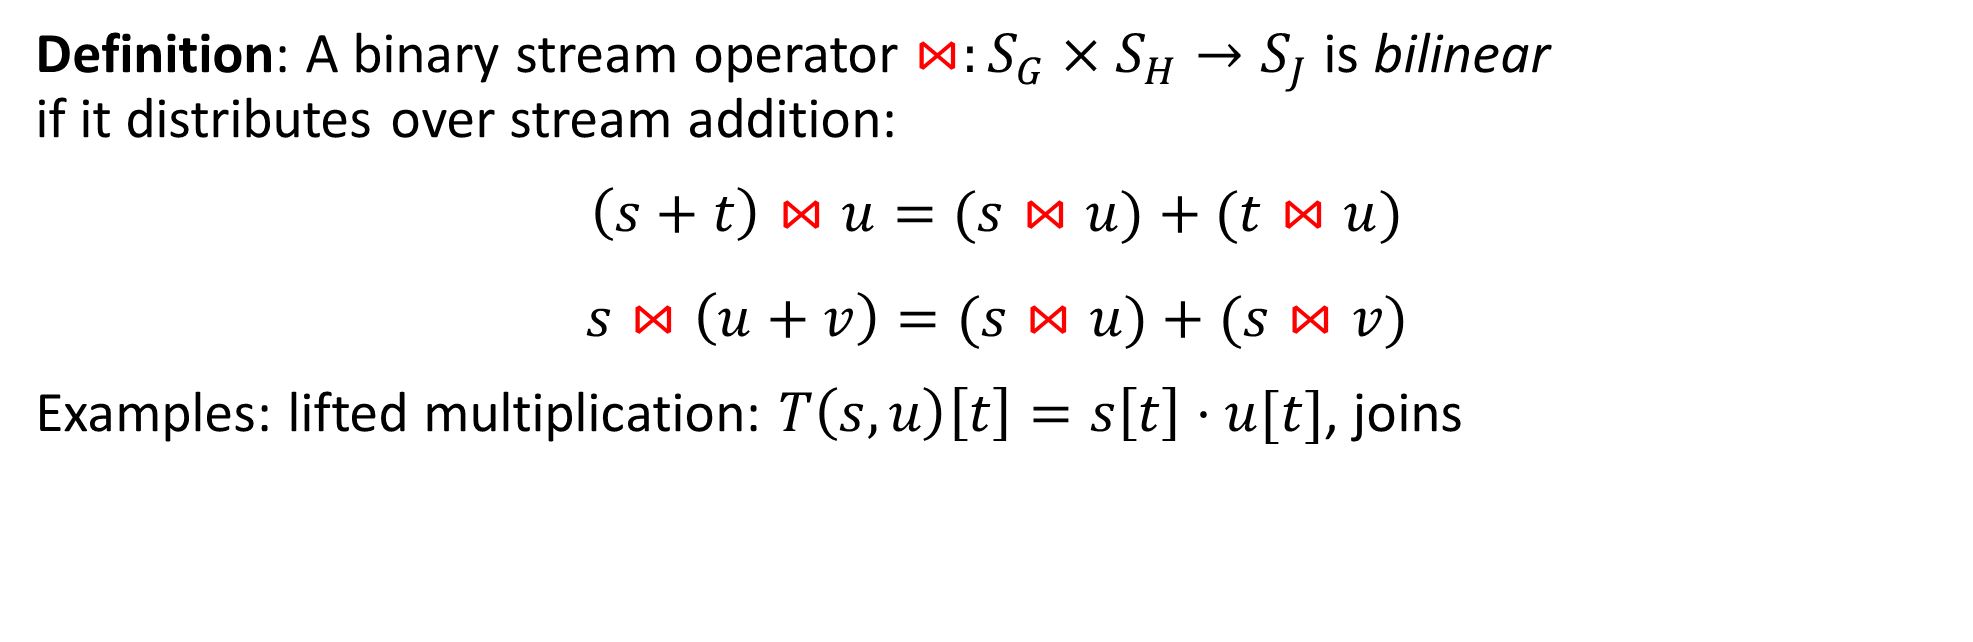 Definition: A binary stream operator ⋈: S_G × S_H → S_J is bilinear
if it distributes over stream addition:
(s + t) ⋈ u = (s ⋈ u) + (t ⋈ u)
s ⋈ (u + v) = (s ⋈ u) + (s ⋈ v)
Examples: lifted multiplication: T(s, u)[t] = s[t] · u[t], joins